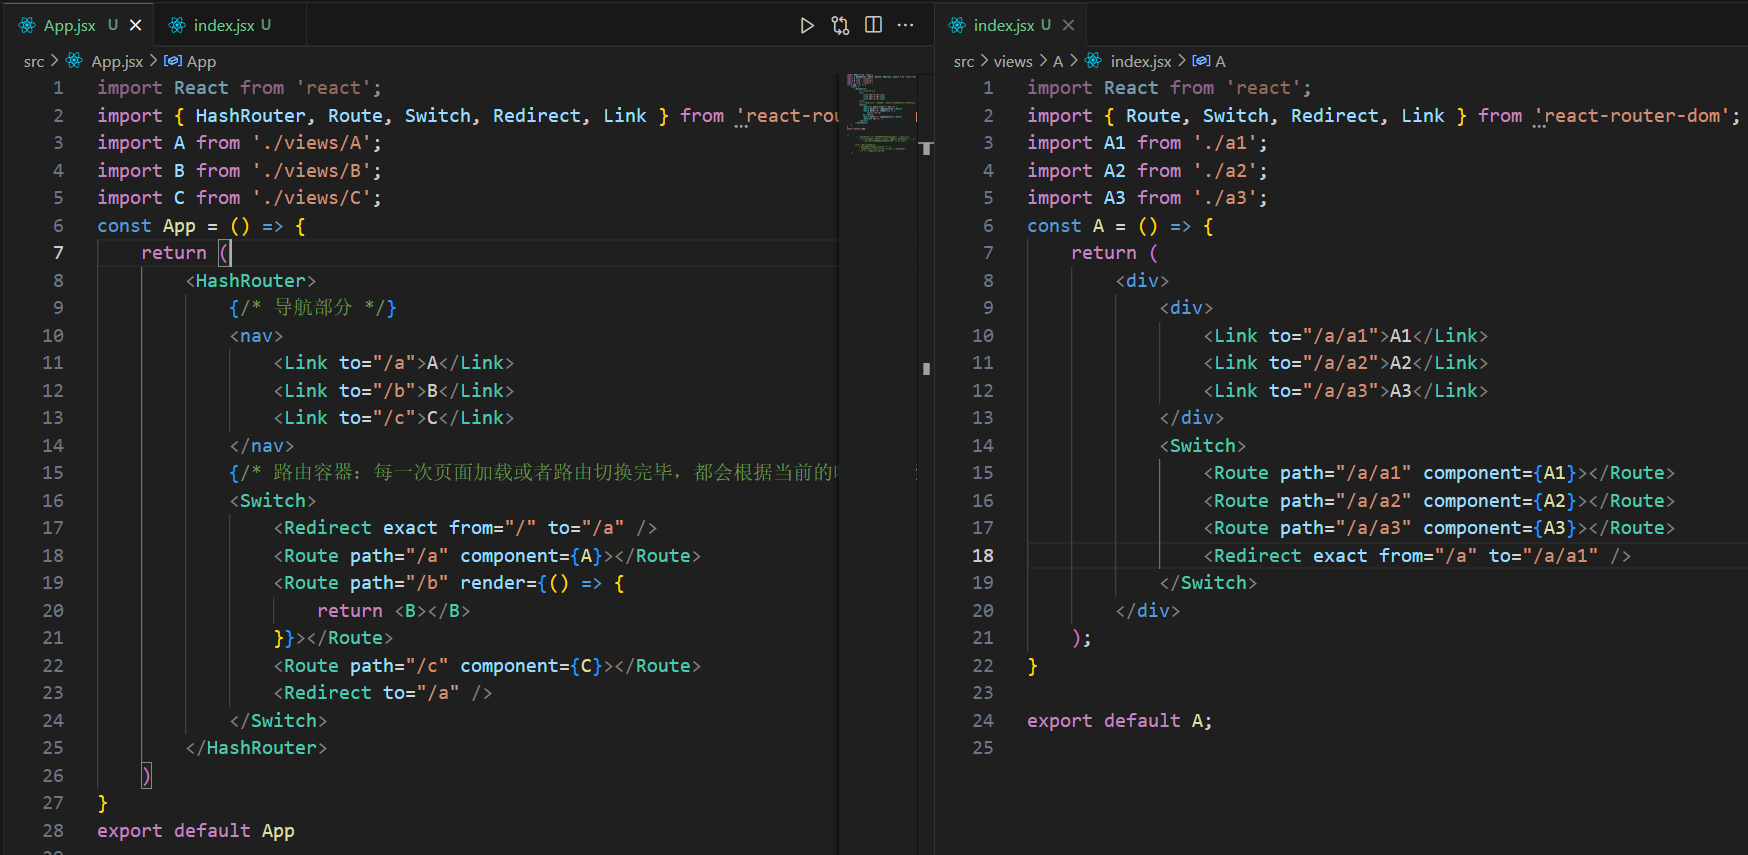 App.jsx U
index.jsx U
src > App.jsx > App
1 import React from 'react';
2 import { HashRouter, Route, Switch, Redirect, Link } from 'react-rou
3 import A from './views/A';
4 import B from './views/B';
5 import C from './views/C';
6 const App = () => {
7 return (
8 <HashRouter>
9 {/* 导航部分 */}
10 <nav>
11 <Link to="/a">A</Link>
12 <Link to="/b">B</Link>
13 <Link to="/c">C</Link>
14 </nav>
15 {/* 路由容器：每一次页面加载或者路由切换完毕，都会根据当前的
16 <Switch>
17 <Redirect exact from="/" to="/a" />
18 <Route path="/a" component={A}></Route>
19 <Route path="/b" render={() => {
20 return <B></B>
21 }}></Route>
22 <Route path="/c" component={C}></Route>
23 <Redirect to="/a" />
24 </Switch>
25 </HashRouter>
26 )
27 }
28 export default App
index.jsx U
src > views > A > index.jsx > A
1 import React from 'react';
2 import { Route, Switch, Redirect, Link } from 'react-router-dom';
3 import A1 from './a1';
4 import A2 from './a2';
5 import A3 from './a3';
6 const A = () => {
7 return (
8 <div>
9 <div>
10 <Link to="/a/a1">A1</Link>
11 <Link to="/a/a2">A2</Link>
12 <Link to="/a/a3">A3</Link>
13 </div>
14 <Switch>
15 <Route path="/a/a1" component={A1}></Route>
16 <Route path="/a/a2" component={A2}></Route>
17 <Route path="/a/a3" component={A3}></Route>
18 <Redirect exact from="/a" to="/a/a1" />
19 </Switch>
20 </div>
21 );
22 }
23
24 export default A;
25